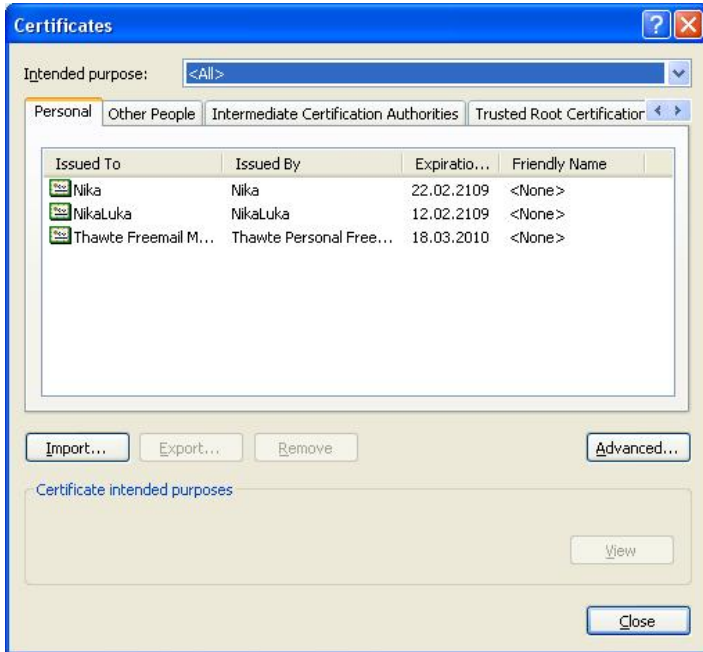 Certificates
Intended purpose: <All>
Personal Other People Intermediate Certification Authorities Trusted Root Certification
Issued To Issued By Expiratio... Friendly Name
Nika Nika 22.02.2109 <None>
NikaLuka NikaLuka 12.02.2109 <None>
Thawte Freemail M... Thawte Personal Free... 18.03.2010 <None>
Import... Export... Remove Advanced...
Certificate intended purposes
View
Close